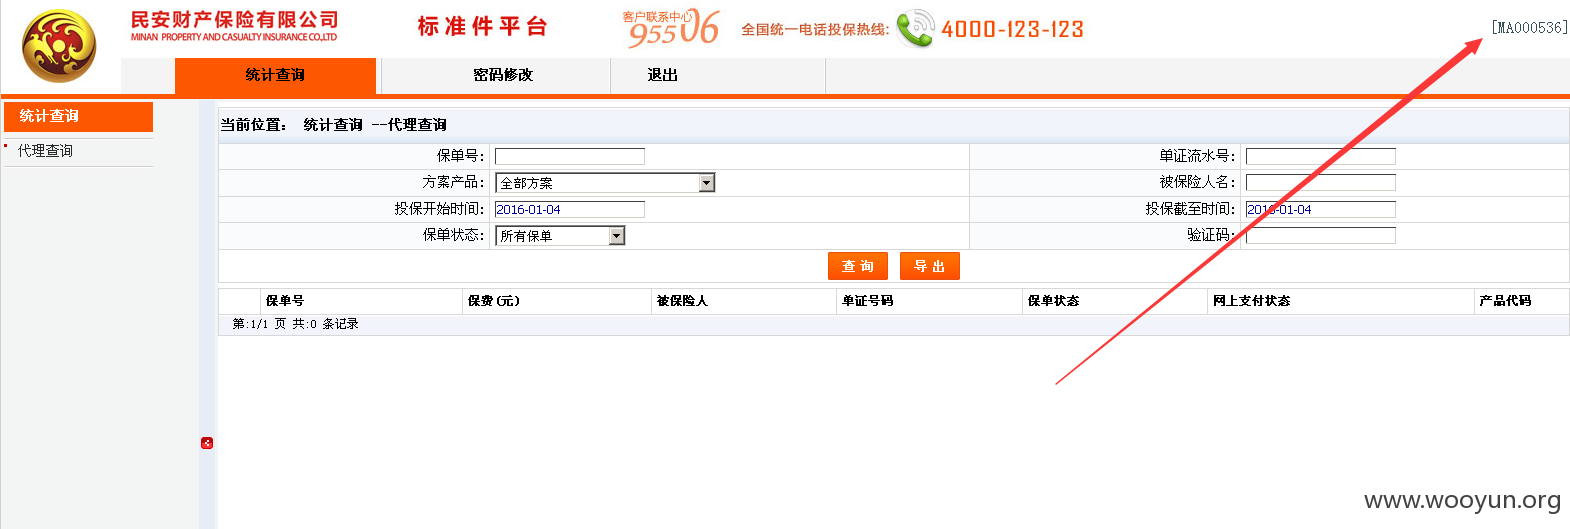 民安财产保险有限公司
MINAN PROPERTY AND CASUALTY INSURANCE CO.,LTD
标准件平台
客户联系中心
95506
全国统一电话投保热线:
4000-123-123
[MA000536]
统计查询 密码修改 退出
统计查询
代理查询
当前位置: 统计查询 --代理查询
保单号: 单证流水号:
方案产品: 全部方案 被保险人名:
投保开始时间: 2016-01-04 投保截至时间: 2016-01-04
保单状态: 所有保单 验证码:
查 询 导 出
保单号 保费(元) 被保险人 单证号码 保单状态 网上支付状态 产品代码
第:1/1 页 共:0 条记录
www.wooyun.org